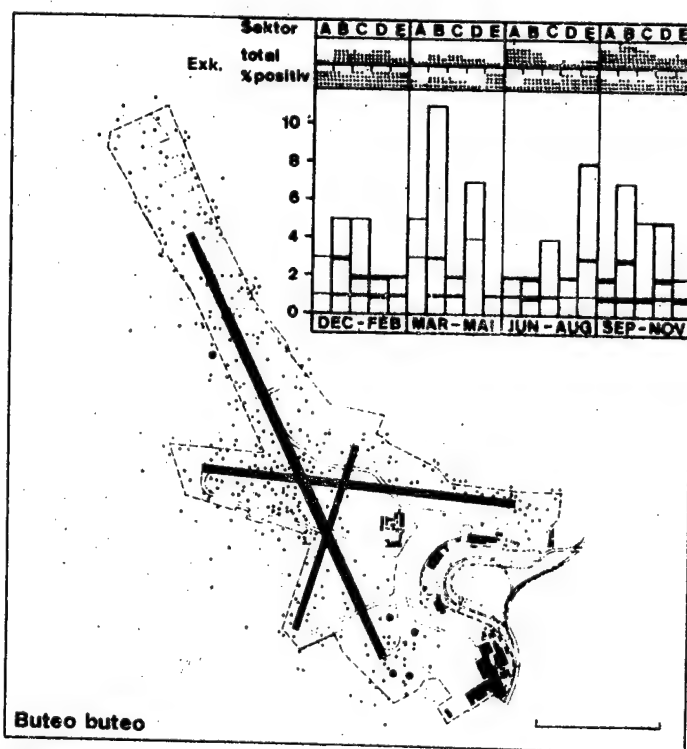 Sektor A B C D E A B C D E A B C D E A B C D E
Exk. total
%positiv
10
8
6
4
2
0
DEC-FEB MAR-MAI JUN-AUG SEP-NOV
Buteo buteo